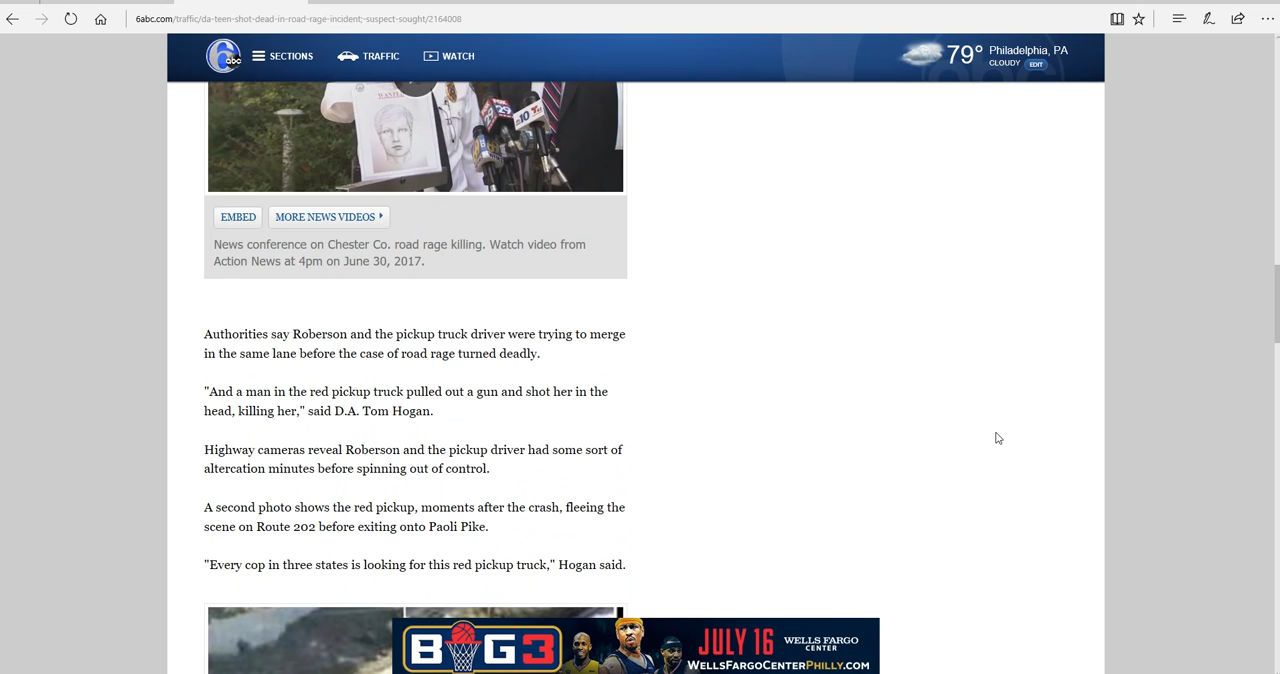 6abc.com/traffic/da-teen-shot-dead-in-road-rage-incident;-suspect-sought/2164008
6 abc
SECTIONS
TRAFFIC
WATCH
79°
Philadelphia, PA
CLOUDY
EDIT
WANTED
FOX 29
10
EMBED
MORE NEWS VIDEOS
News conference on Chester Co. road rage killing. Watch video from
Action News at 4pm on June 30, 2017.
Authorities say Roberson and the pickup truck driver were trying to merge
in the same lane before the case of road rage turned deadly.
"And a man in the red pickup truck pulled out a gun and shot her in the
head, killing her," said D.A. Tom Hogan.
Highway cameras reveal Roberson and the pickup driver had some sort of
altercation minutes before spinning out of control.
A second photo shows the red pickup, moments after the crash, fleeing the
scene on Route 202 before exiting onto Paoli Pike.
"Every cop in three states is looking for this red pickup truck," Hogan said.
BIG3
JULY 16
WELLS FARGO
CENTER
WELLSFARGOCENTERPHILLY.COM